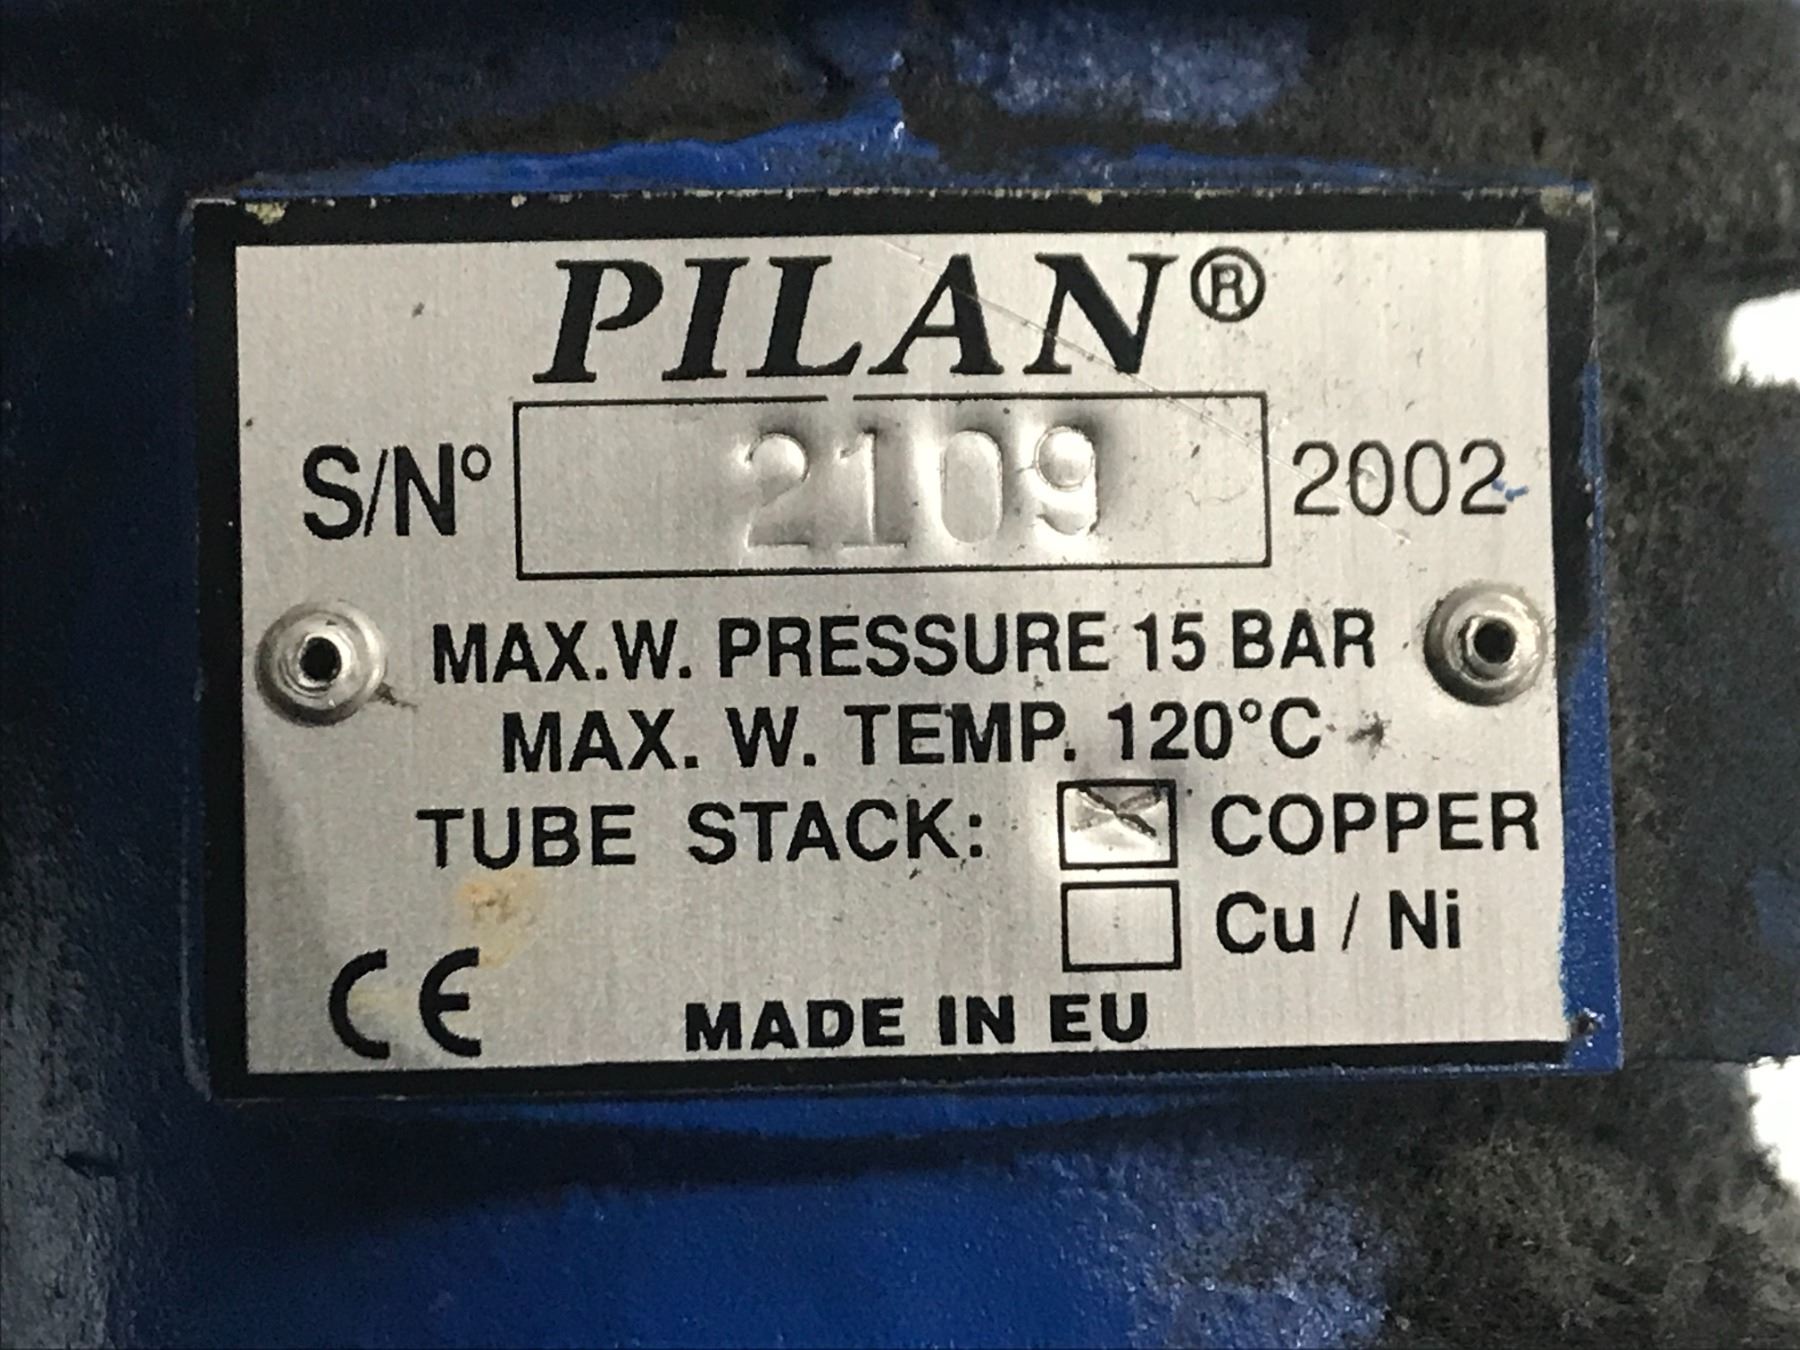 PILAN®
S/Nº 2109 2002
MAX.W. PRESSURE 15 BAR
MAX. W. TEMP. 120°C
TUBE STACK: X COPPER
Cu / Ni
CE MADE IN EU